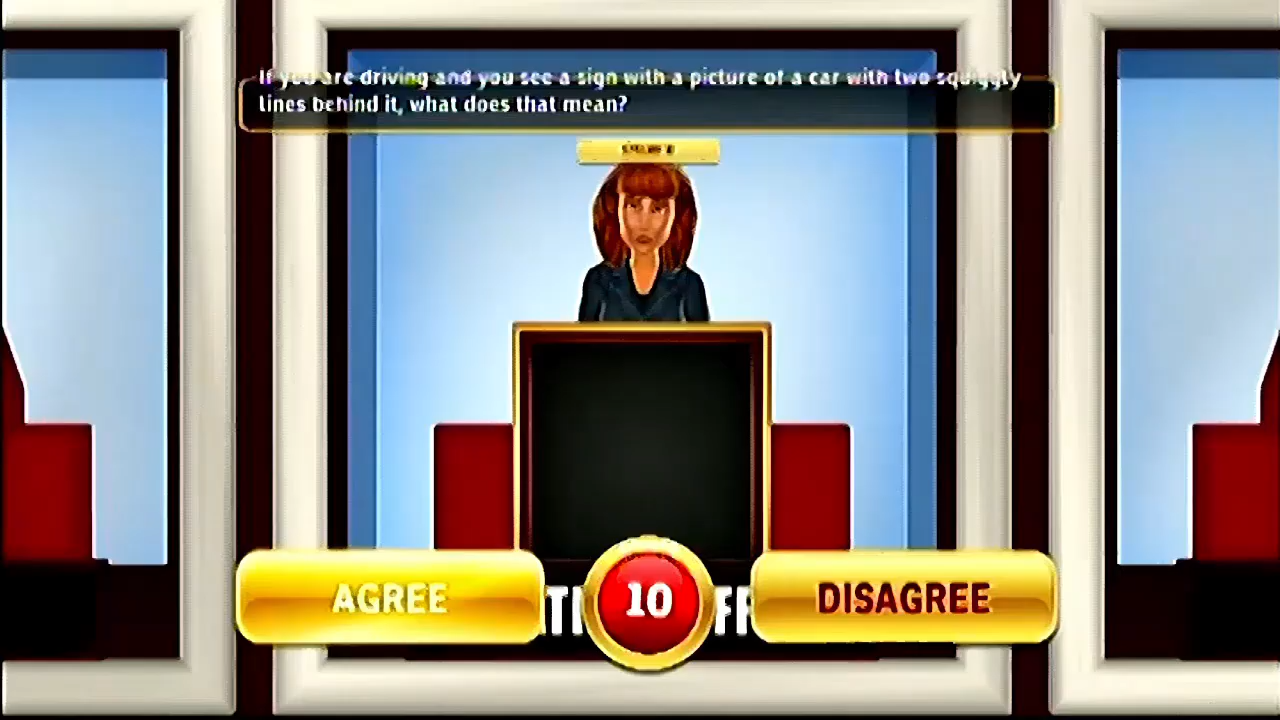 If you are driving and you see a sign with a picture of a car with two squiggly
lines behind it, what does that mean?
AGREE
10
DISAGREE